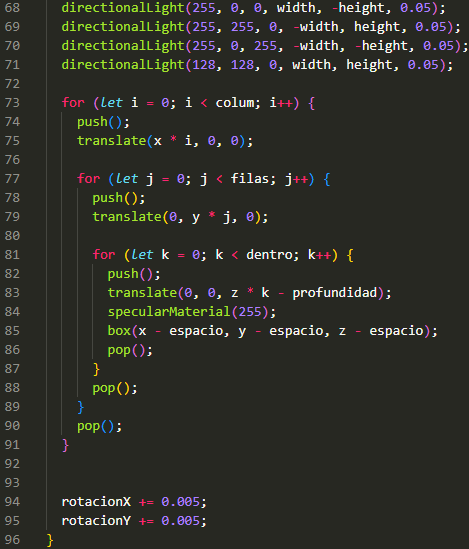 68 directionalLight(255, 0, 0, width, -height, 0.05);
69 directionalLight(255, 255, 0, -width, height, 0.05);
70 directionalLight(255, 0, 255, -width, -height, 0.05);
71 directionalLight(128, 128, 0, width, height, 0.05);
72
73 for (let i = 0; i < colum; i++) {
74 push();
75 translate(x * i, 0, 0);
76
77 for (let j = 0; j < filas; j++) {
78 push();
79 translate(0, y * j, 0);
80
81 for (let k = 0; k < dentro; k++) {
82 push();
83 translate(0, 0, z * k - profundidad);
84 specularMaterial(255);
85 box(x - espacio, y - espacio, z - espacio);
86 pop();
87 }
88 pop();
89 }
90 pop();
91 }
92
93
94 rotacionX += 0.005;
95 rotacionY += 0.005;
96 }